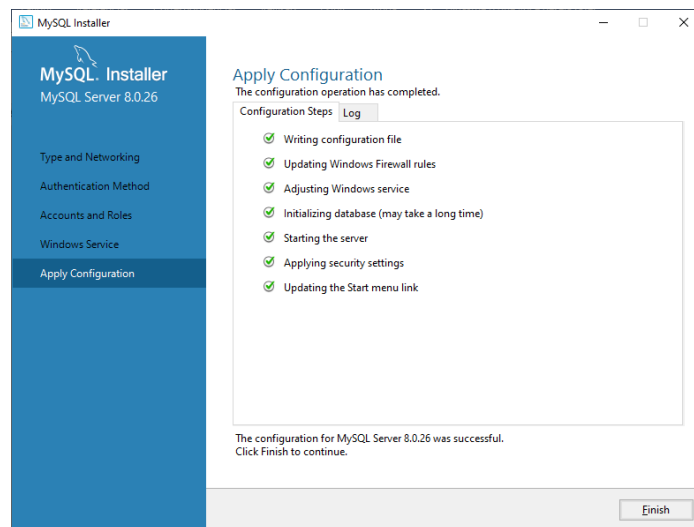 MySQL Installer
MySQL. Installer
MySQL Server 8.0.26
Type and Networking
Authentication Method
Accounts and Roles
Windows Service
Apply Configuration
Apply Configuration
The configuration operation has completed.
Configuration Steps Log
Writing configuration file
Updating Windows Firewall rules
Adjusting Windows service
Initializing database (may take a long time)
Starting the server
Applying security settings
Updating the Start menu link
The configuration for MySQL Server 8.0.26 was successful.
Click Finish to continue.
Finish